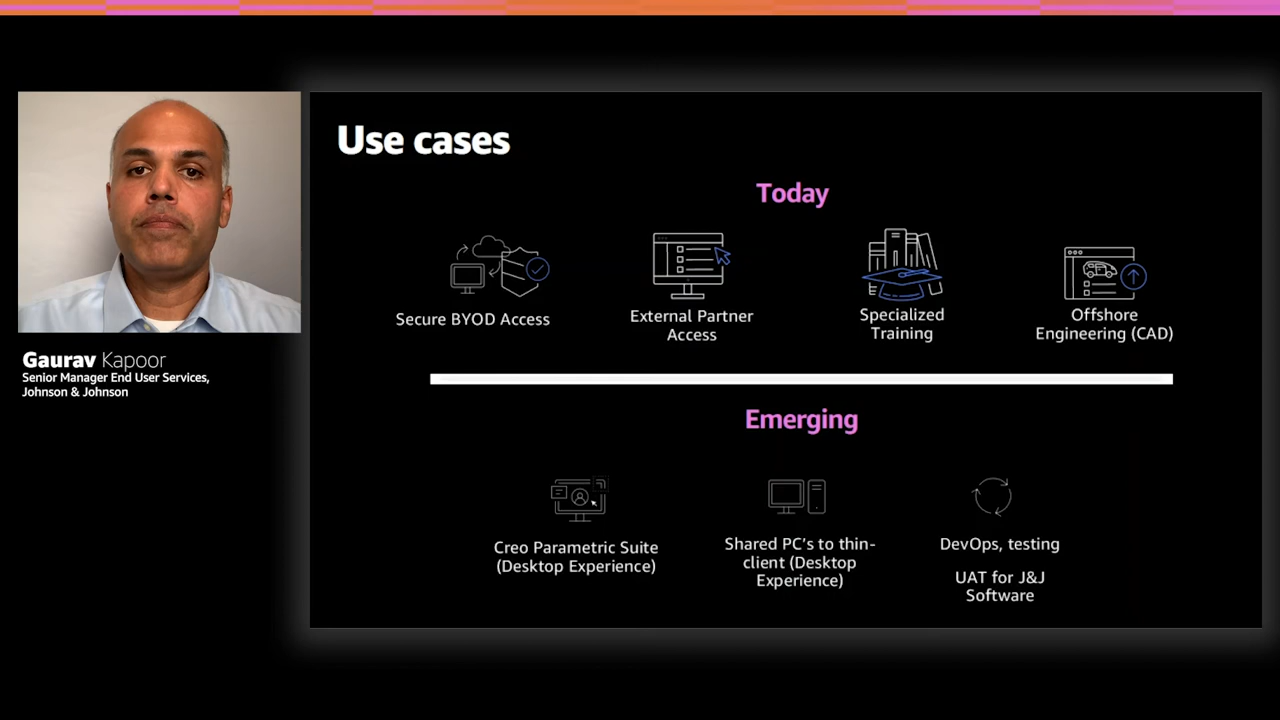 Use cases
Today
Secure BYOD Access
External Partner
Access
Specialized
Training
Offshore
Engineering (CAD)
Gaurav Kapoor
Senior Manager End User Services,
Johnson & Johnson
Emerging
Creo Parametric Suite
(Desktop Experience)
Shared PC's to thin-
client (Desktop
Experience)
DevOps, testing
UAT for J&J
Software